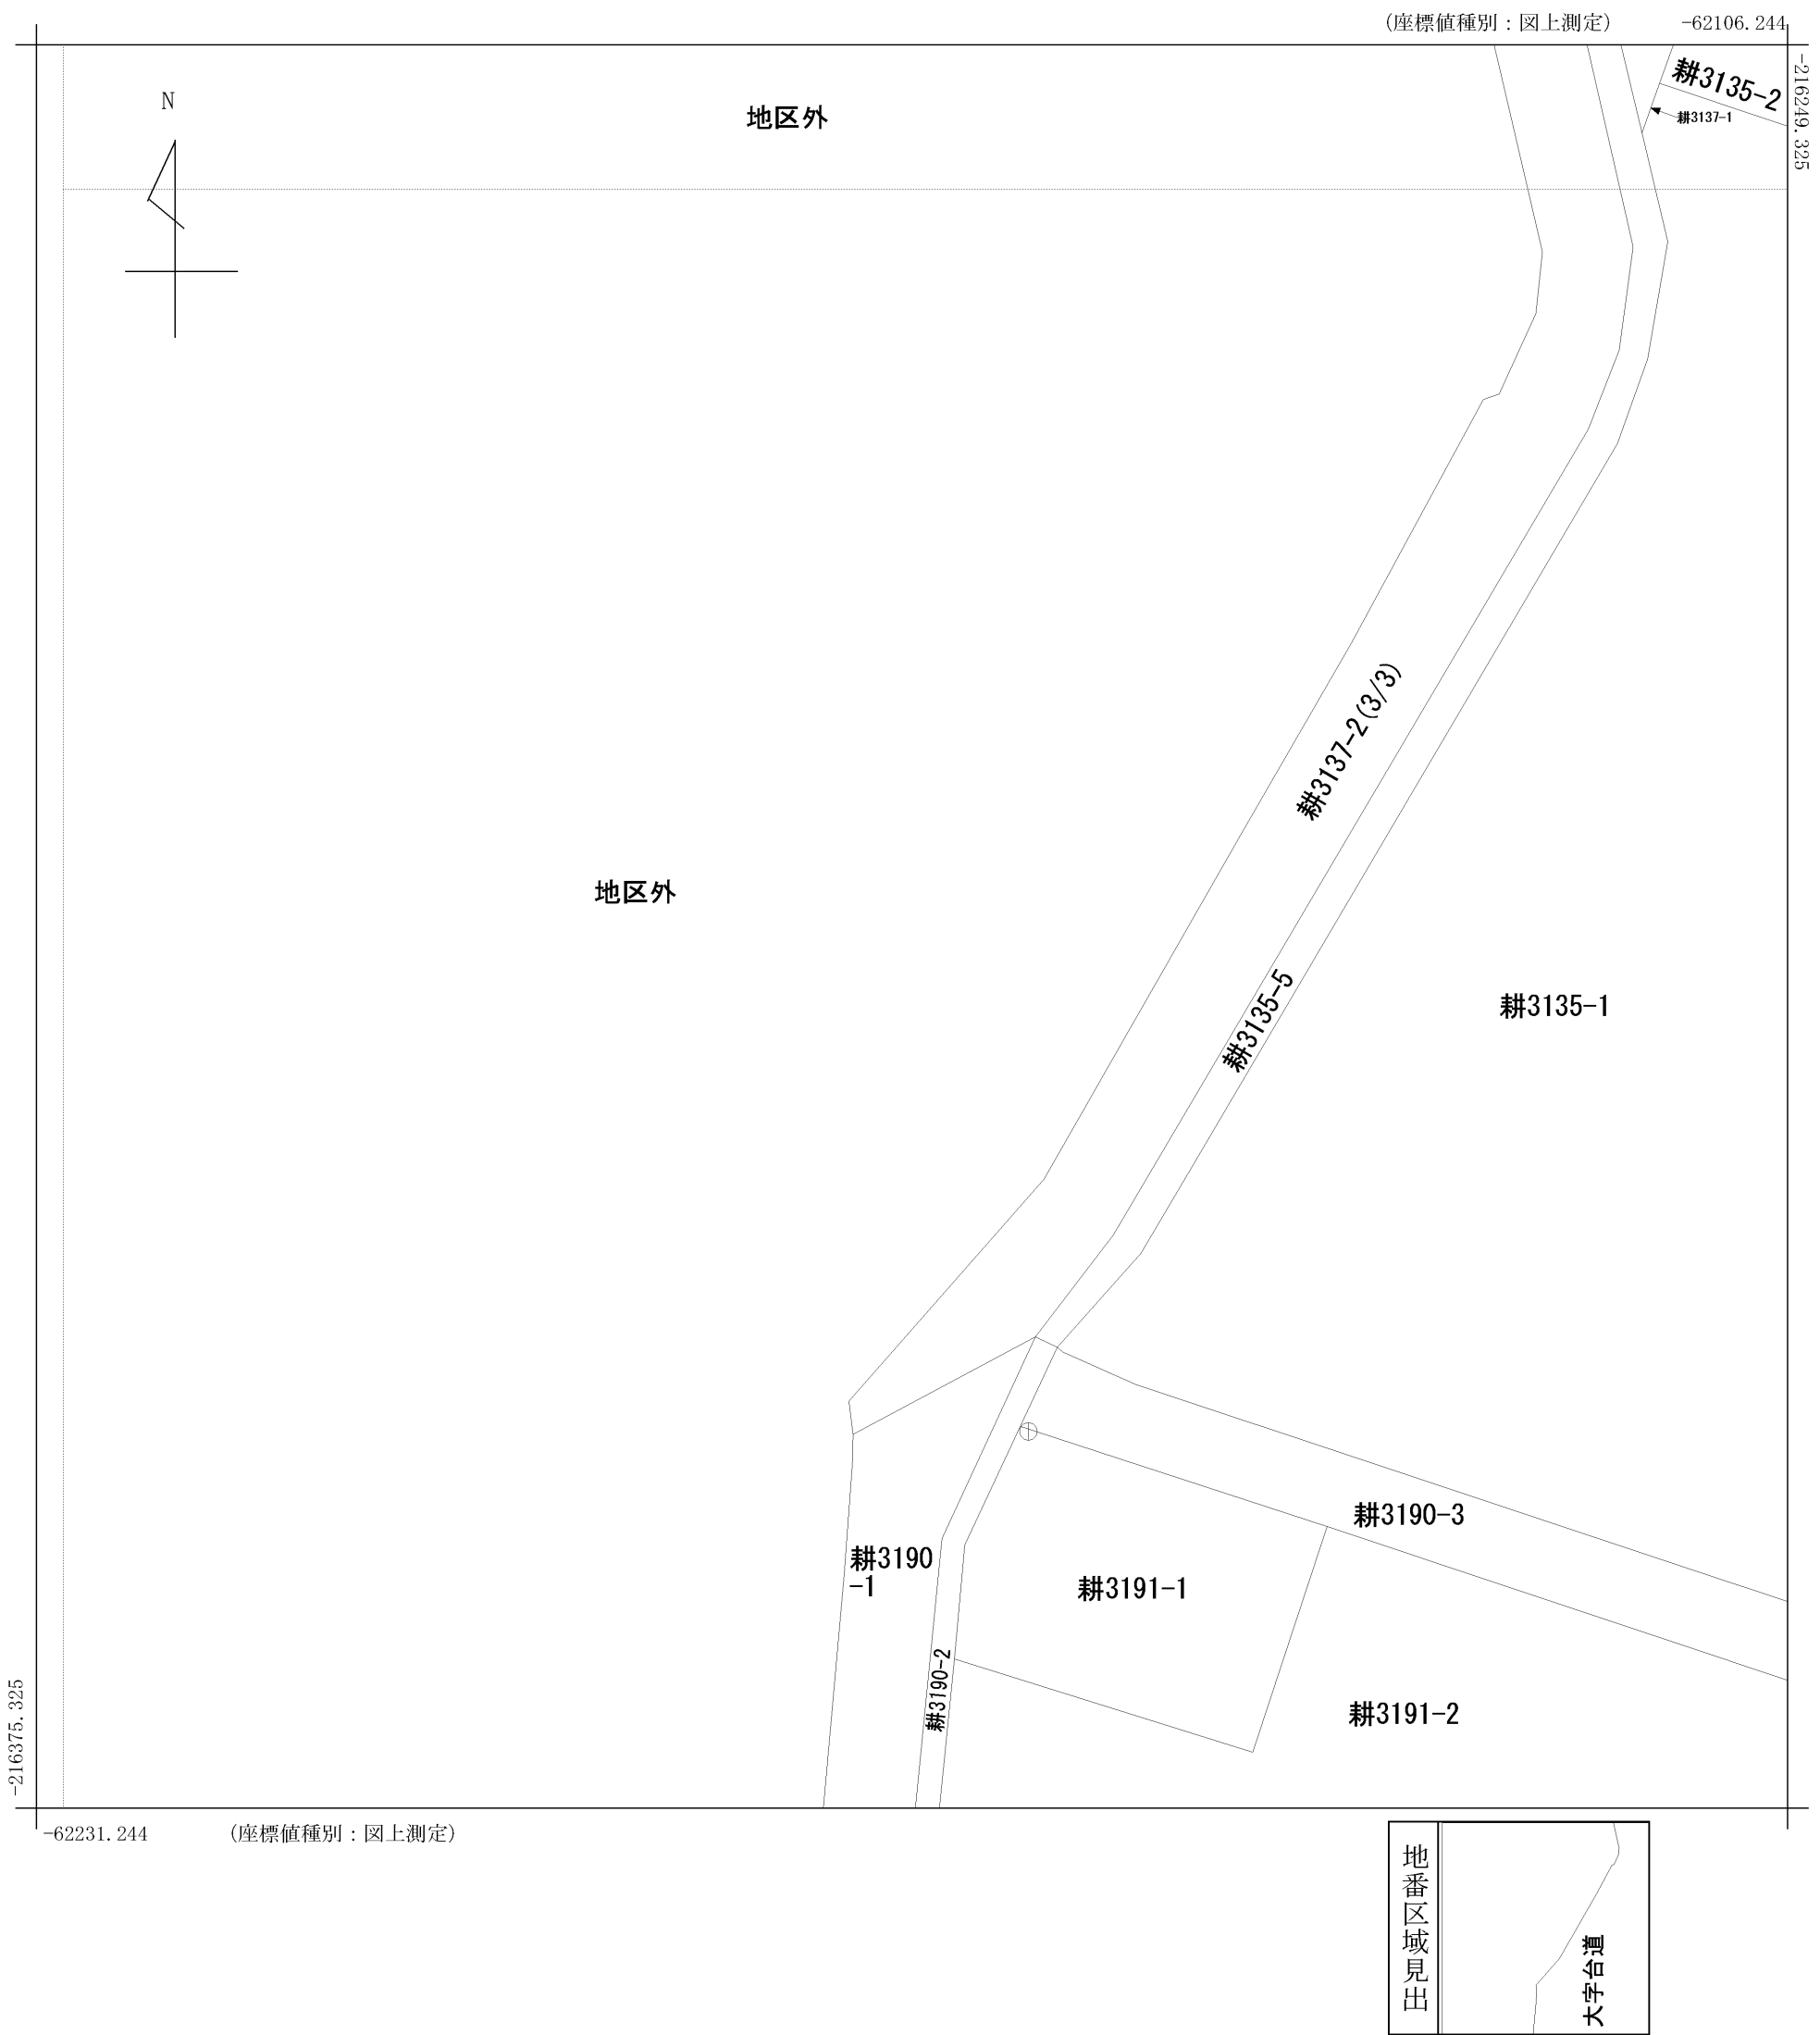 (座標値種別：図上測定)
-62106.244
-216249.325
N
地区外
耕3135-2
耕3137-1
耕3137-2(3/3)
地区外
耕3135-5
耕3135-1
耕3190-3
耕3190
-1
耕3191-1
耕3190-2
耕3191-2
-216375.325
-62231.244
(座標値種別：図上測定)
地番区域見出
大字台道